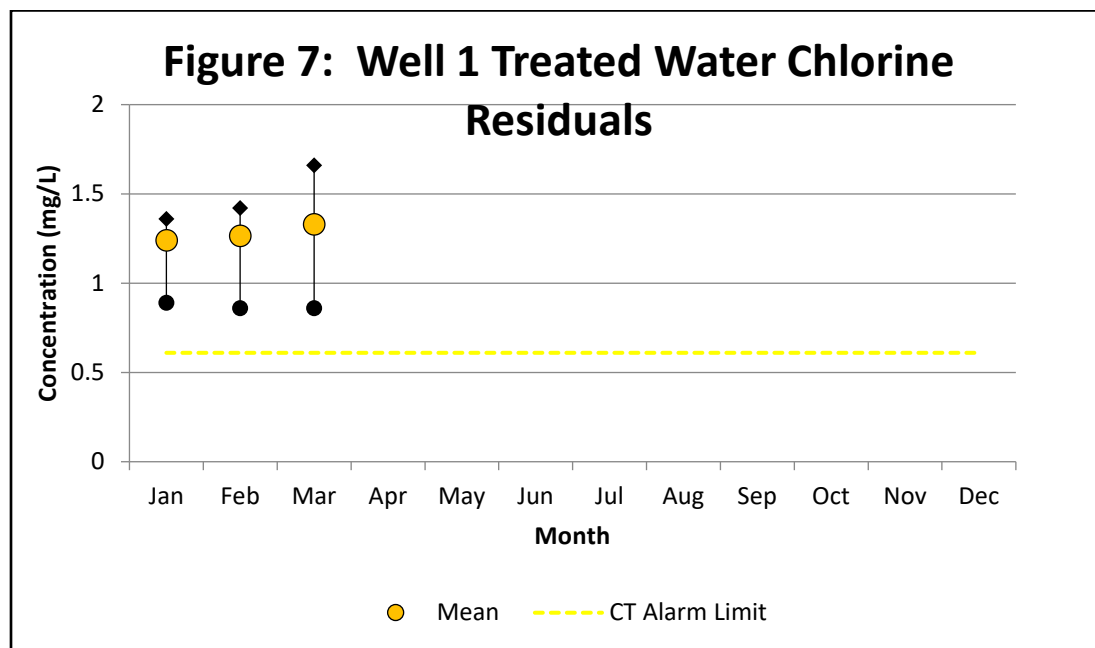 Figure 7:  Well 1 Treated Water Chlorine
Residuals
2
1.5
1
0.5
0
Concentration (mg/L)
Jan Feb Mar Apr May Jun Jul Aug Sep Oct Nov Dec
Month
Mean CT Alarm Limit